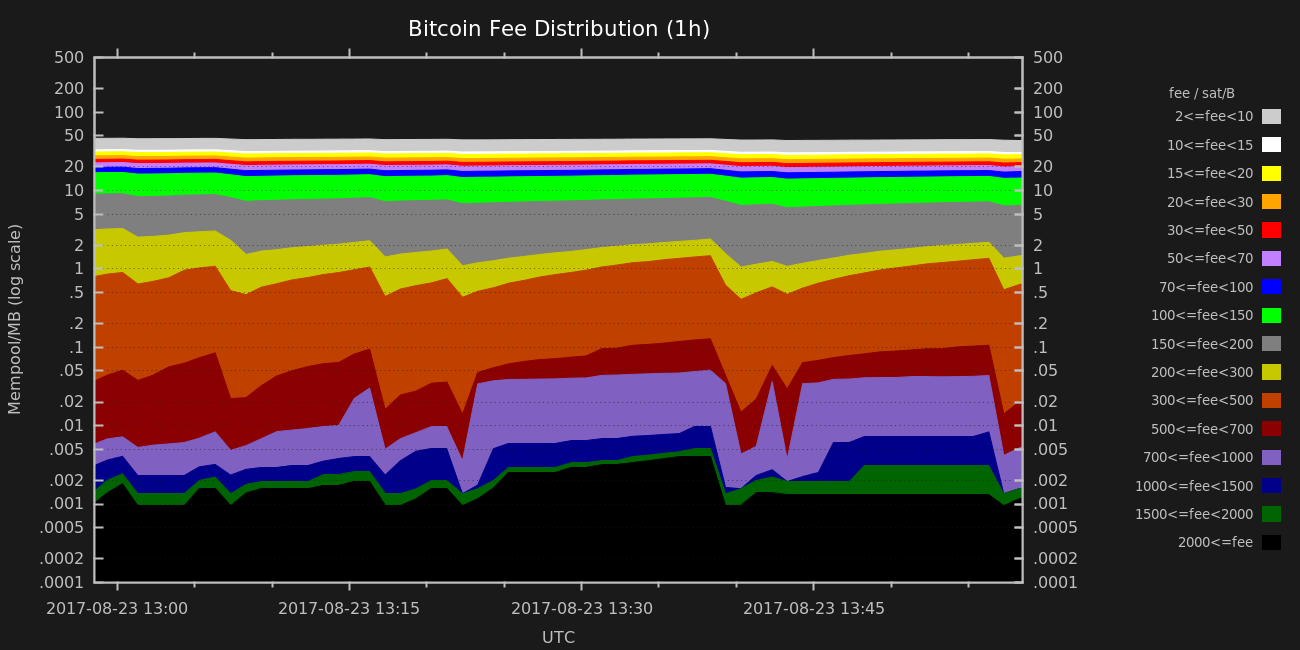 Bitcoin Fee Distribution (1h)
Mempool/MB (log scale)
500
200
100
50
20
10
5
2
1
.5
.2
.1
.05
.02
.01
.005
.002
.001
.0005
.0002
.0001
500
200
100
50
20
10
5
2
1
.5
.2
.1
.05
.02
.01
.005
.002
.001
.0005
.0002
.0001
2017-08-23 13:00
2017-08-23 13:15
2017-08-23 13:30
2017-08-23 13:45
UTC
fee / sat/B
2<=fee<10
10<=fee<15
15<=fee<20
20<=fee<30
30<=fee<50
50<=fee<70
70<=fee<100
100<=fee<150
150<=fee<200
200<=fee<300
300<=fee<500
500<=fee<700
700<=fee<1000
1000<=fee<1500
1500<=fee<2000
2000<=fee